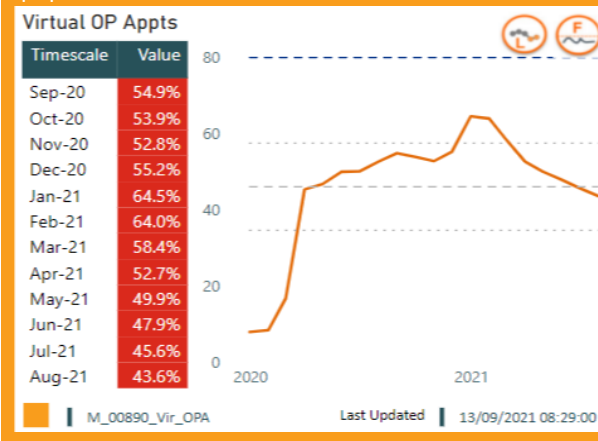 Virtual OP Appts
Timescale Value
Sep-20 54.9%
Oct-20 53.9%
Nov-20 52.8%
Dec-20 55.2%
Jan-21 64.5%
Feb-21 64.0%
Mar-21 58.4%
Apr-21 52.7%
May-21 49.9%
Jun-21 47.9%
Jul-21 45.6%
Aug-21 43.6%
80
60
40
20
0
2020 2021
L
F
M_00890_Vir_OPA
Last Updated 13/09/2021 08:29:00